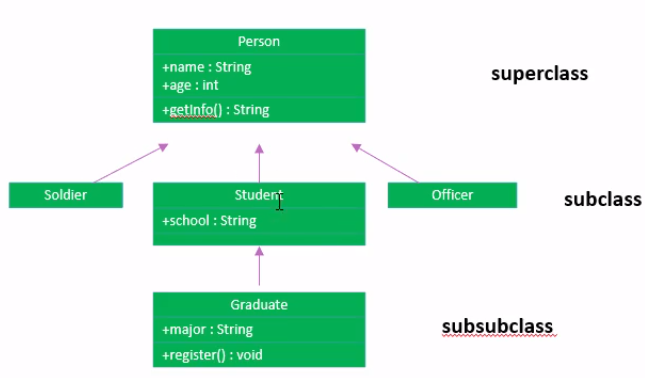 Person
+name : String
+age : int
superclass
+getInfo() : String
Soldier
Student
Officer
subclass
+school : String
Graduate
+major : String
subsubclass
+register() : void